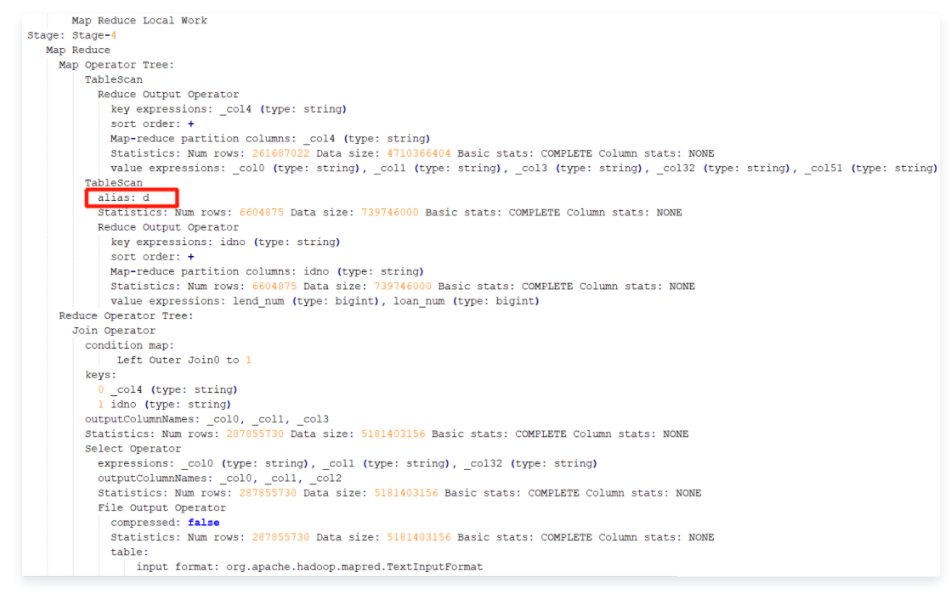 Map Reduce Local Work
Stage: Stage-4
Map Reduce
Map Operator Tree:
TableScan
Reduce Output Operator
key expressions: _col4 (type: string)
sort order: +
Map-reduce partition columns: _col4 (type: string)
Statistics: Num rows: 261687022 Data size: 4710366404 Basic stats: COMPLETE Column stats: NONE
value expressions: _col0 (type: string), _col1 (type: string), _col3 (type: string), _col32 (type: string), _col51 (type: string)
TableScan
alias: d
Statistics: Num rows: 6604875 Data size: 739746000 Basic stats: COMPLETE Column stats: NONE
Reduce Output Operator
key expressions: idno (type: string)
sort order: +
Map-reduce partition columns: idno (type: string)
Statistics: Num rows: 6604875 Data size: 739746000 Basic stats: COMPLETE Column stats: NONE
value expressions: lend_num (type: bigint), loan_num (type: bigint)
Reduce Operator Tree:
Join Operator
condition map:
Left Outer Join0 to 1
keys:
0 _col4 (type: string)
1 idno (type: string)
outputColumnNames: _col0, _col1, _col3
Statistics: Num rows: 287855730 Data size: 5181403156 Basic stats: COMPLETE Column stats: NONE
Select Operator
expressions: _col0 (type: string), _col1 (type: string), _col32 (type: string)
outputColumnNames: _col0, _col1, _col2
Statistics: Num rows: 287855730 Data size: 5181403156 Basic stats: COMPLETE Column stats: NONE
File Output Operator
compressed: false
Statistics: Num rows: 287855730 Data size: 5181403156 Basic stats: COMPLETE Column stats: NONE
table:
input format: org.apache.hadoop.mapred.TextInputFormat